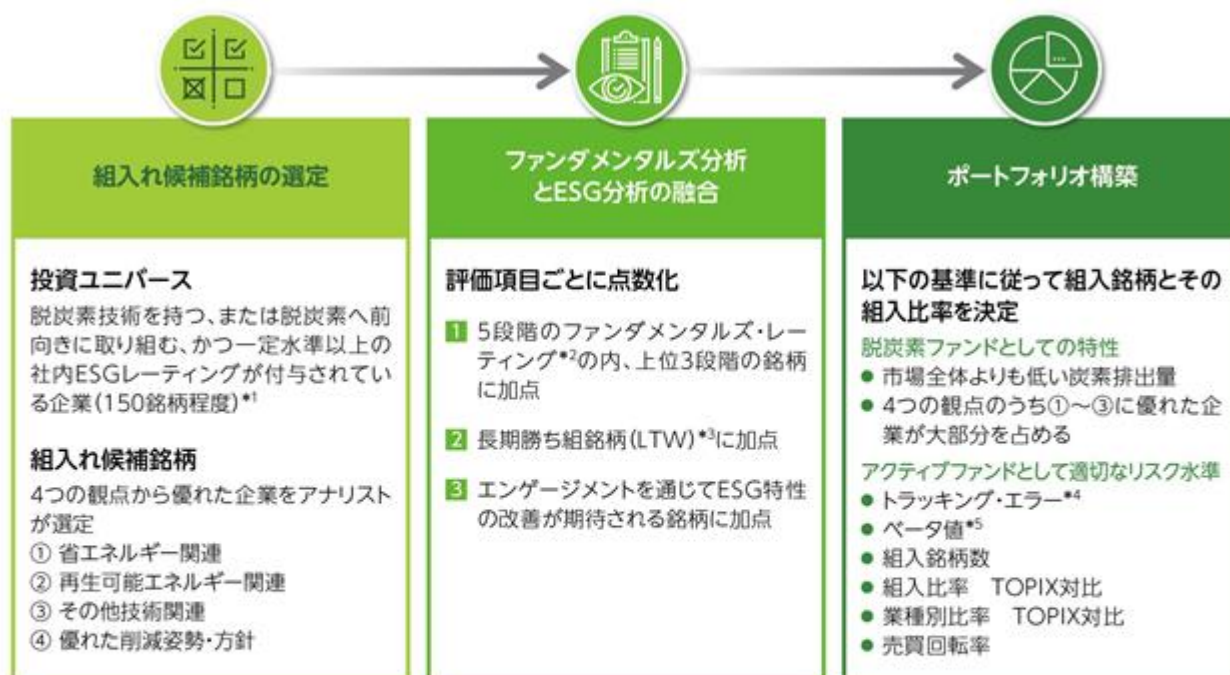 組入れ候補銘柄の選定
投資ユニバース
脱炭素技術を持つ、または脱炭素へ前
向きに取り組む、かつ一定水準以上の
社内ESGレーティングが付与されてい
る企業(150銘柄程度)*1
組入れ候補銘柄
4つの観点から優れた企業をアナリスト
が選定
① 省エネルギー関連
② 再生可能エネルギー関連
③ その他技術関連
④ 優れた削減姿勢・方針
ファンダメンタルズ分析
とESG分析の融合
評価項目ごとに点数化
1 5段階のファンダメンタルズ・レー
ティング*2の内、上位3段階の銘柄
に加点
2 長期勝ち組銘柄(LTW)*3に加点
3 エンゲージメントを通じてESG特性
の改善が期待される銘柄に加点
ポートフォリオ構築
以下の基準に従って組入銘柄とその
組入比率を決定
脱炭素ファンドとしての特性
● 市場全体よりも低い炭素排出量
● 4つの観点のうち①～③に優れた企
業が大部分を占める
アクティブファンドとして適切なリスク水準
● トラッキング・エラー*4
● ベータ値*5
● 組入銘柄数
● 組入比率 TOPIX対比
● 業種別比率 TOPIX対比
● 売買回転率